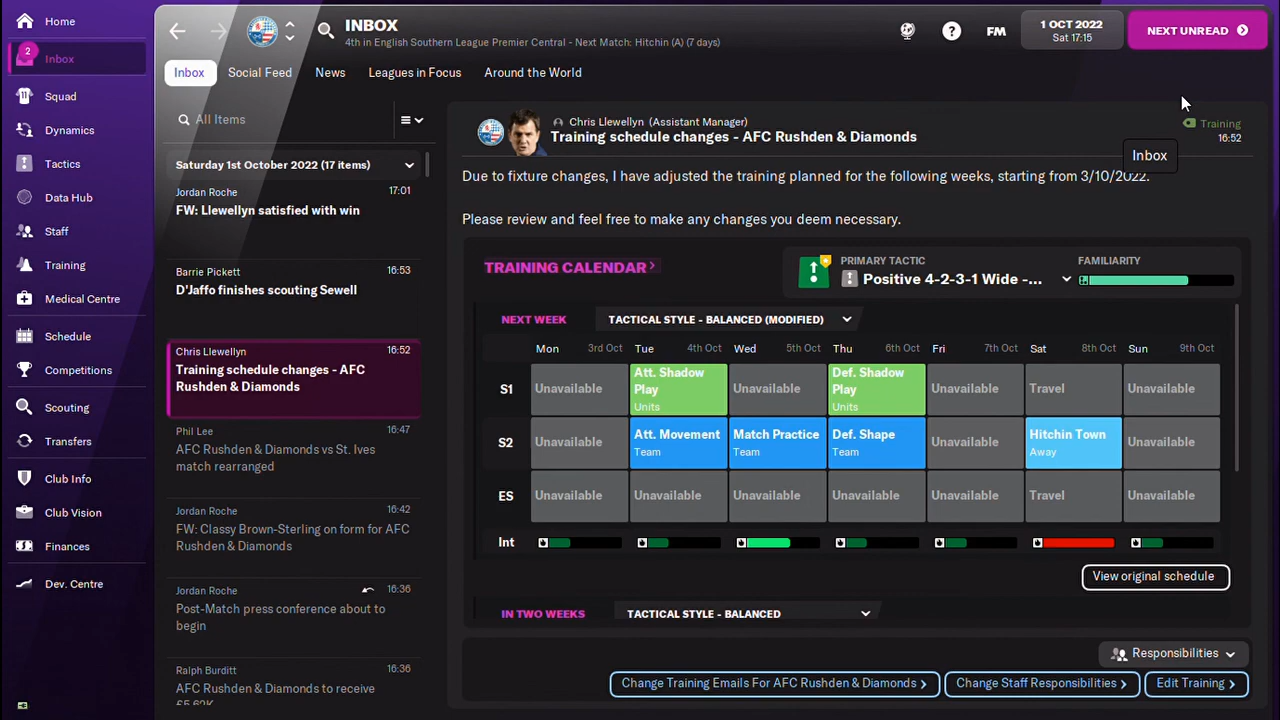 Home
2
Inbox
Squad
Dynamics
Tactics
Data Hub
Staff
Training
Medical Centre
Schedule
Competitions
Scouting
Transfers
Club Info
Club Vision
Finances
Dev. Centre
INBOX
4th in English Southern League Premier Central - Next Match: Hitchin (A) (7 days)
FM
1 OCT 2022
Sat 17:15
NEXT UNREAD
Inbox
Social Feed
News
Leagues in Focus
Around the World
All Items
Saturday 1st October 2022 (17 items)
Jordan Roche 17:01
FW: Llewellyn satisfied with win
Barrie Pickett 16:53
D'Jaffo finishes scouting Sewell
Chris Llewellyn 16:52
Training schedule changes - AFC
Rushden & Diamonds
Phil Lee 16:47
AFC Rushden & Diamonds vs St. Ives
match rearranged
Jordan Roche 16:42
FW: Classy Brown-Sterling on form for AFC
Rushden & Diamonds
Jordan Roche 16:36
Post-Match press conference about to
begin
Ralph Burditt 16:36
AFC Rushden & Diamonds to receive
£5.62K
Chris Llewellyn (Assistant Manager)
Training schedule changes - AFC Rushden & Diamonds
Training
16:52
Inbox
Due to fixture changes, I have adjusted the training planned for the following weeks, starting from 3/10/2022.
Please review and feel free to make any changes you deem necessary.
TRAINING CALENDAR
PRIMARY TACTIC
Positive 4-2-3-1 Wide -...
FAMILIARITY
NEXT WEEK
TACTICAL STYLE - BALANCED (MODIFIED)
Mon 3rd Oct Tue 4th Oct Wed 5th Oct Thu 6th Oct Fri 7th Oct Sat 8th Oct Sun 9th Oct
S1 Unavailable Att. Shadow Play Units Unavailable Def. Shadow Play Units Unavailable Travel Unavailable
S2 Unavailable Att. Movement Team Match Practice Team Def. Shape Team Unavailable Hitchin Town Away Unavailable
ES Unavailable Unavailable Unavailable Unavailable Unavailable Travel Unavailable
Int
View original schedule
IN TWO WEEKS
TACTICAL STYLE - BALANCED
Responsibilities
Change Training Emails For AFC Rushden & Diamonds
Change Staff Responsibilities
Edit Training